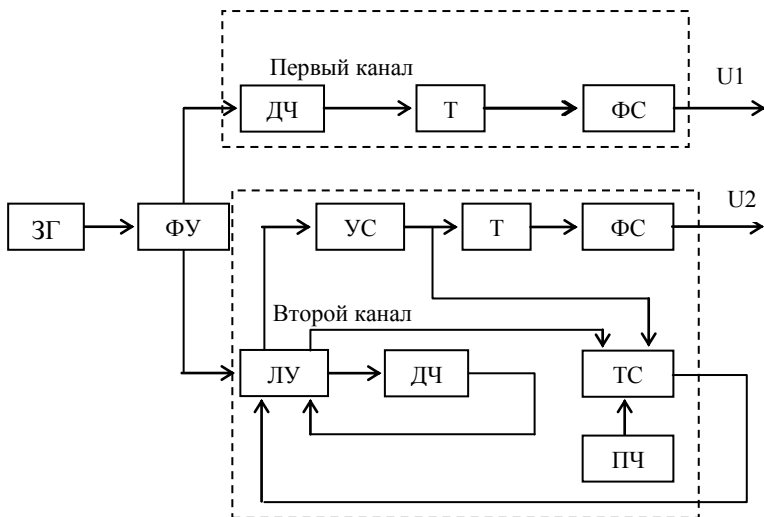 Первый канал
U1
ДЧ
Т
ФС
ЗГ
ФУ
U2
УС
Т
ФС
Второй канал
ЛУ
ДЧ
ТС
ПЧ